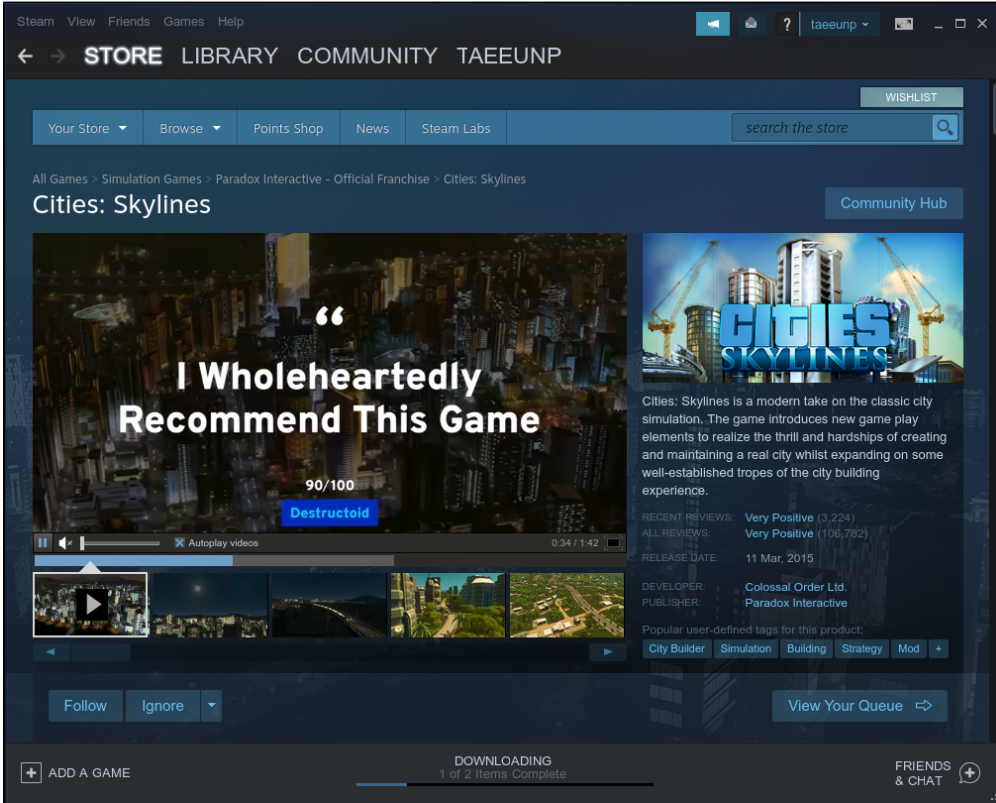 Steam View Friends Games Help
? taeeunp
STORE LIBRARY COMMUNITY TAEEUNP
WISHLIST
Your Store Browse Points Shop News Steam Labs search the store
All Games > Simulation Games > Paradox Interactive - Official Franchise > Cities: Skylines
Cities: Skylines
Community Hub
“
I Wholeheartedly
Recommend This Game
90/100
Destructoid
Autoplay videos 0:34 / 1:42
CITIES
SKYLINES
Cities: Skylines is a modern take on the classic city
simulation. The game introduces new game play
elements to realize the thrill and hardships of creating
and maintaining a real city whilst expanding on some
well-established tropes of the city building
experience.
RECENT REVIEWS: Very Positive (3,224)
ALL REVIEWS: Very Positive (106,782)
RELEASE DATE: 11 Mar, 2015
DEVELOPER: Colossal Order Ltd.
PUBLISHER: Paradox Interactive
Popular user-defined tags for this product:
City Builder Simulation Building Strategy Mod +
Follow Ignore View Your Queue
ADD A GAME
DOWNLOADING
1 of 2 Items Complete
FRIENDS
& CHAT